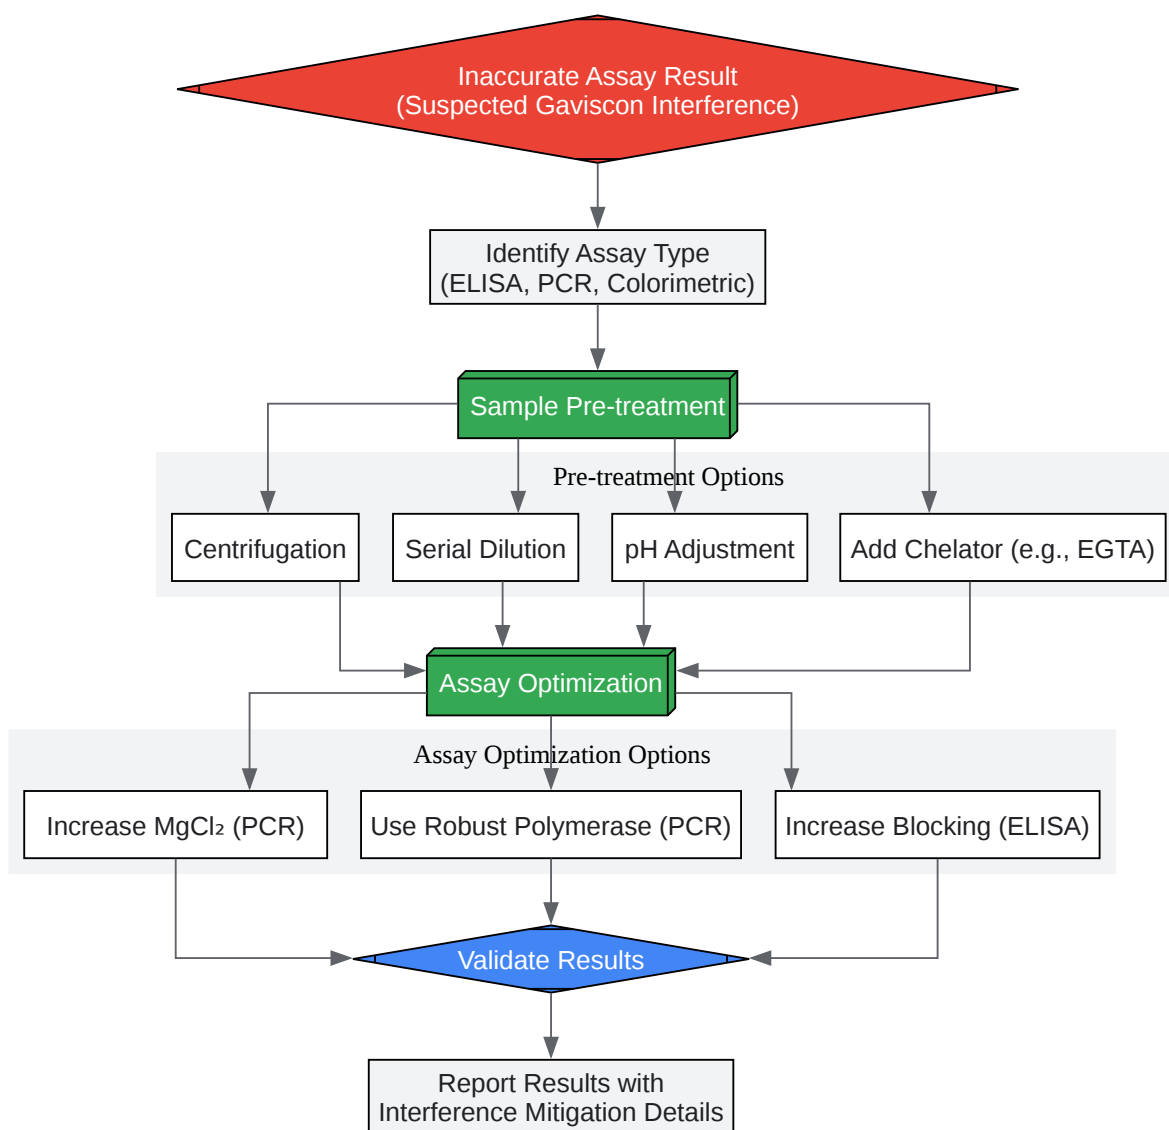 Inaccurate Assay Result
(Suspected Gaviscon Interference)
Identify Assay Type
(ELISA, PCR, Colorimetric)
Sample Pre-treatment
Pre-treatment Options
Centrifugation
Serial Dilution
pH Adjustment
Add Chelator (e.g., EGTA)
Assay Optimization
Assay Optimization Options
Increase MgCl₂ (PCR)
Use Robust Polymerase (PCR)
Increase Blocking (ELISA)
Validate Results
Report Results with
Interference Mitigation Details